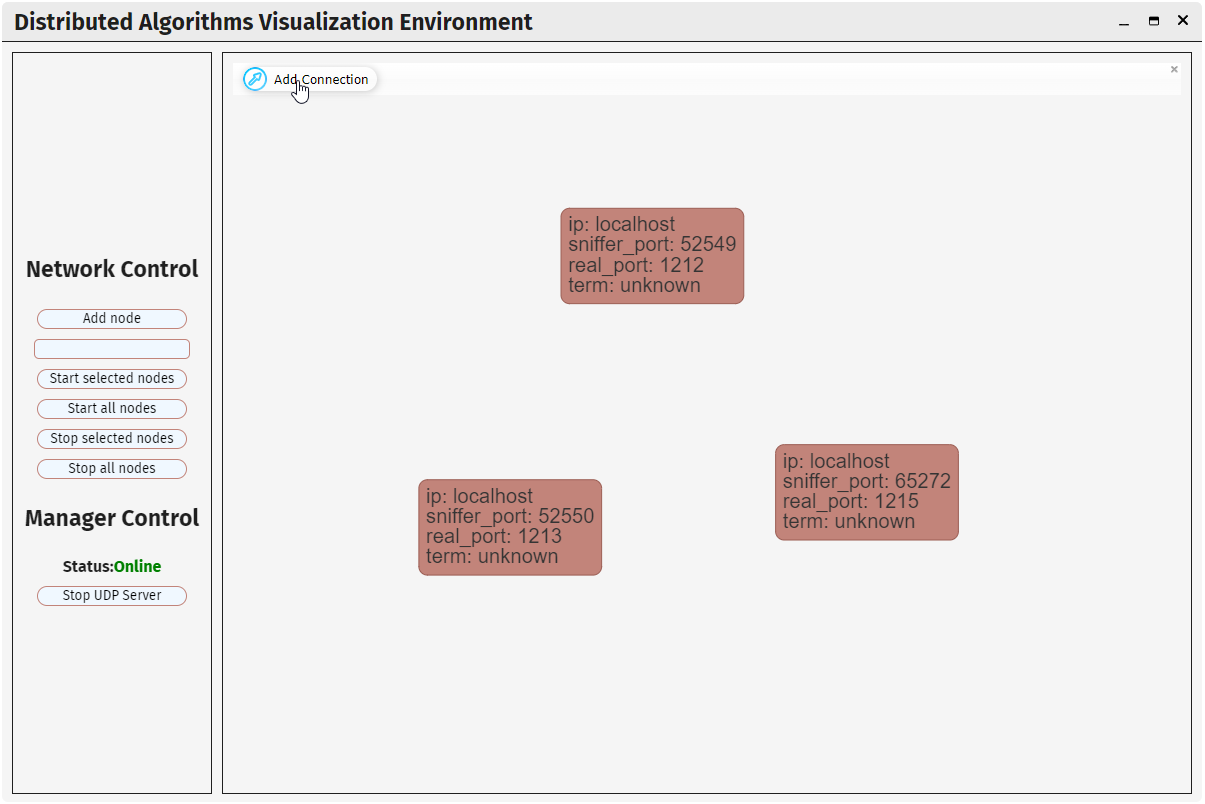 Distributed Algorithms Visualization Environment
Network Control
Add node
Start selected nodes
Start all nodes
Stop selected nodes
Stop all nodes
Manager Control
Status:Online
Stop UDP Server
Add Connection
ip: localhost
sniffer_port: 52549
real_port: 1212
term: unknown
ip: localhost
sniffer_port: 52550
real_port: 1213
term: unknown
ip: localhost
sniffer_port: 65272
real_port: 1215
term: unknown